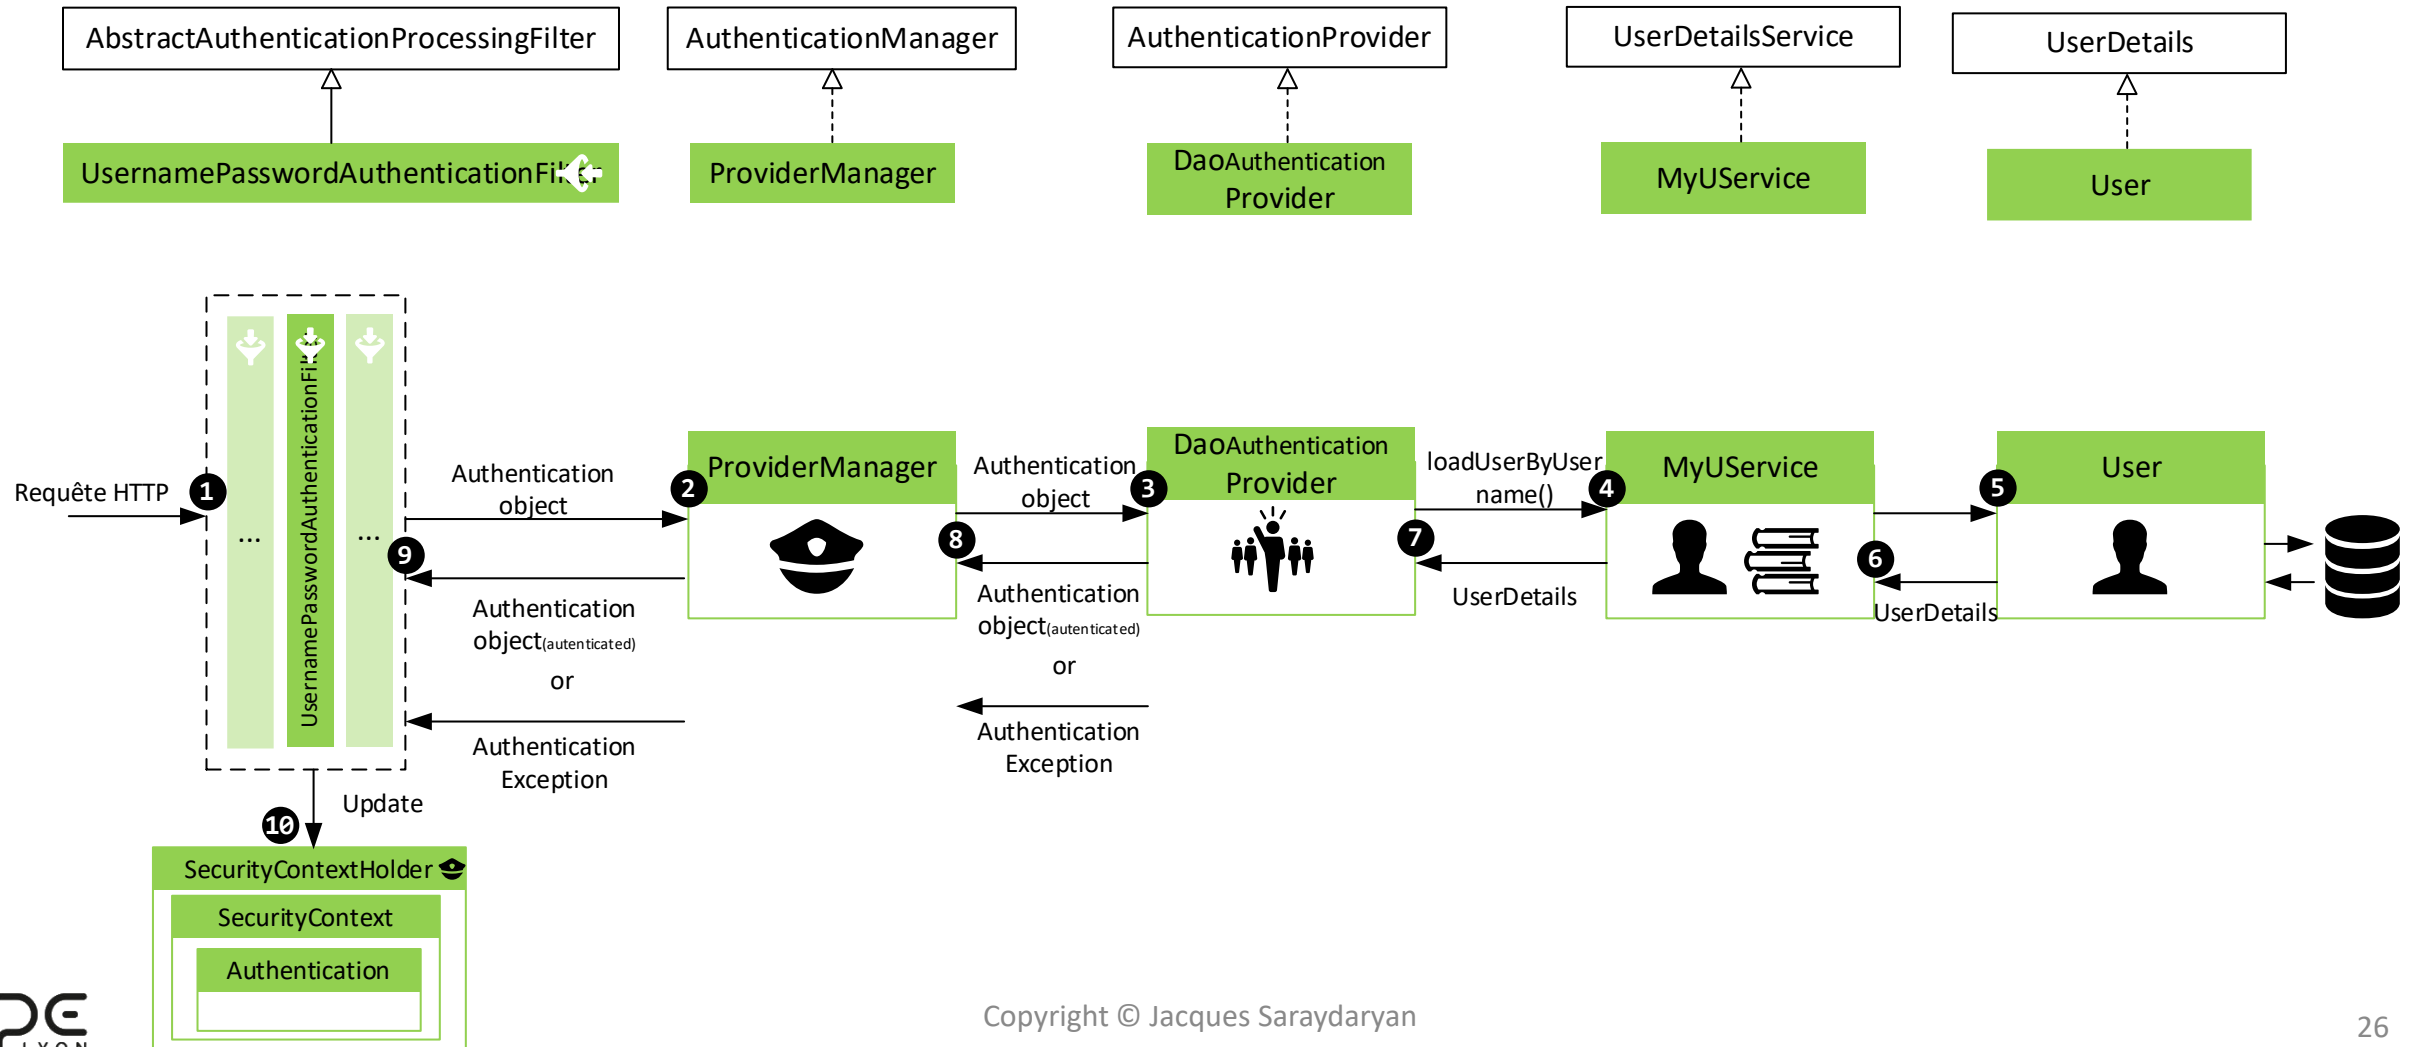 AbstractAuthenticationProcessingFilter
AuthenticationManager
AuthenticationProvider
UserDetailsService
UserDetails
ProviderManager
DaoAuthentication
Provider
MyUService
User
Requête HTTP
1
...
...
9
Authentication
object
2
ProviderManager
8
Authentication
object
3
DaoAuthentication
Provider
7
loadUserByUser
name()
4
MyUService
6
5
User
Authentication
object(autenticated)
or
Authentication
Exception
Authentication
object(autenticated)
or
Authentication
Exception
UserDetails
UserDetails
Update
10
SecurityContextHolder
SecurityContext
Authentication
LYON
Copyright © Jacques Saraydaryan
26